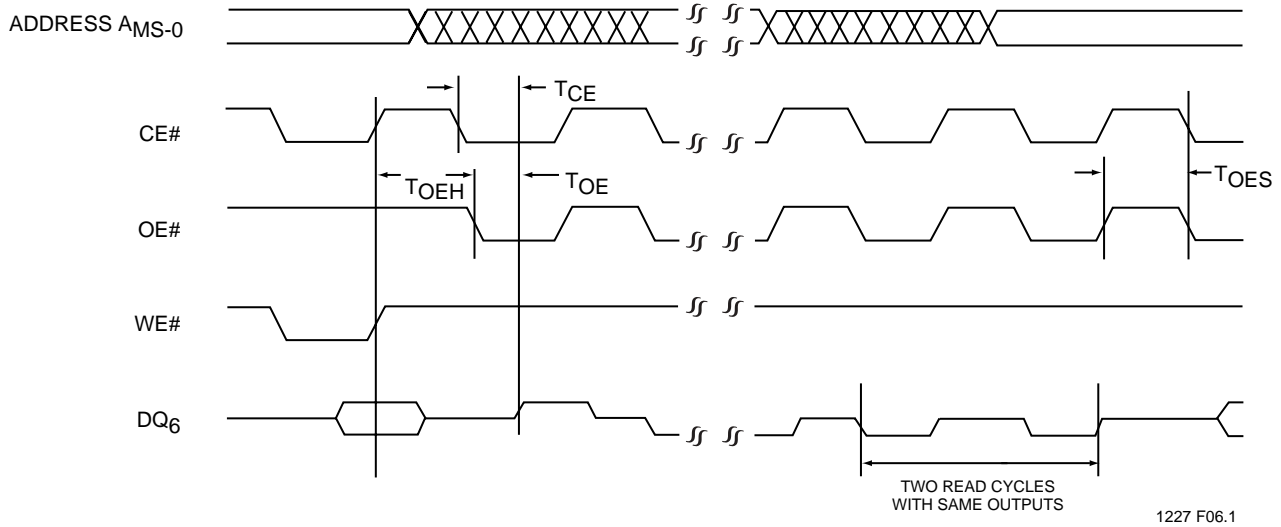 ADDRESS AMS-0
TCE
CE#
TOEH
TOE
TOES
OE#
WE#
DQ6
TWO READ CYCLES
WITH SAME OUTPUTS
1227 F06.1